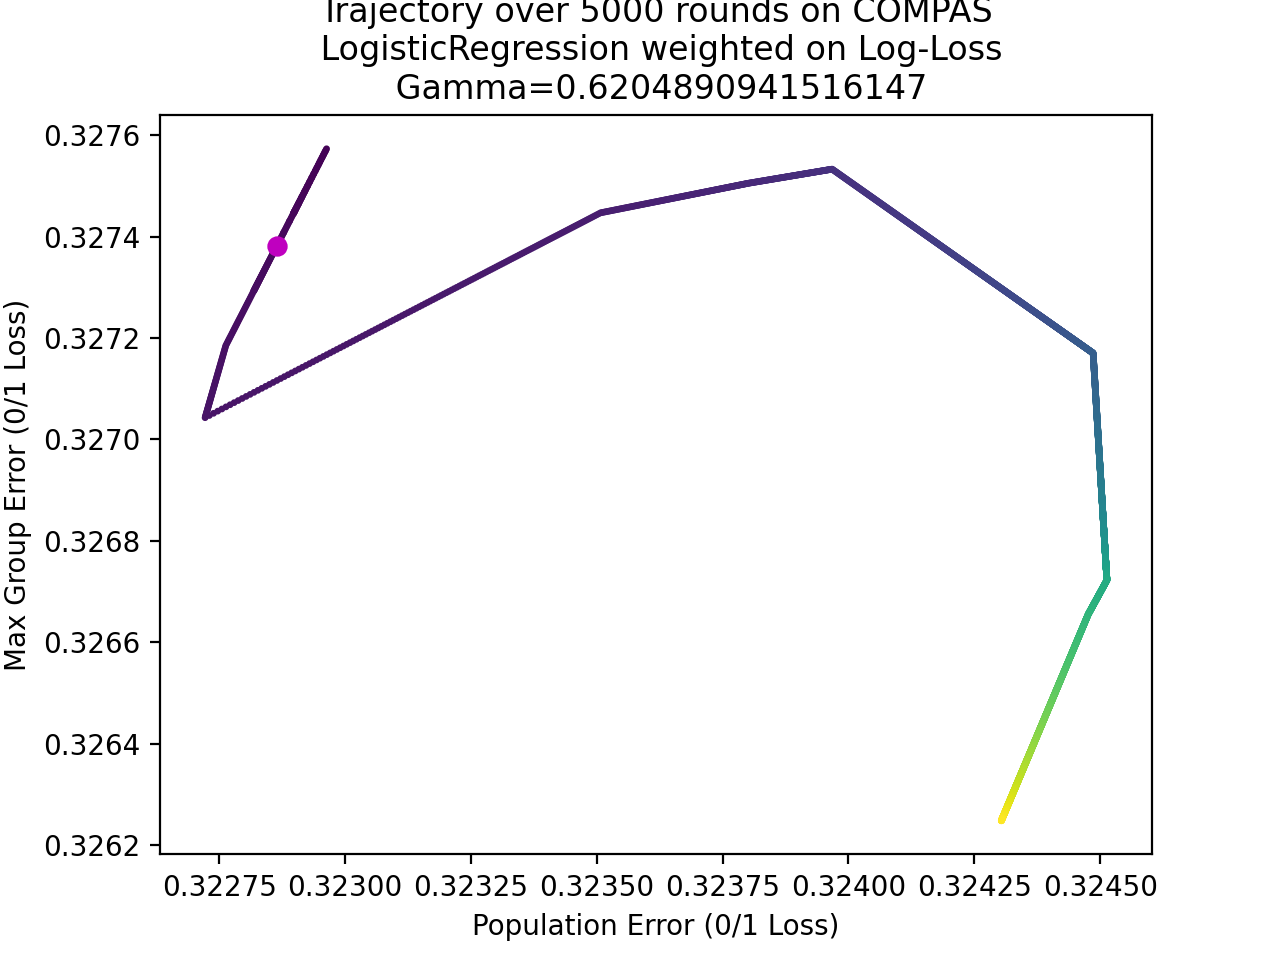 Trajectory over 5000 rounds on COMPAS
LogisticRegression weighted on Log-Loss
Gamma=0.6204890941516147
Max Group Error (0/1 Loss)
0.3276
0.3274
0.3272
0.3270
0.3268
0.3266
0.3264
0.3262
0.32275 0.32300 0.32325 0.32350 0.32375 0.32400 0.32425 0.32450
Population Error (0/1 Loss)